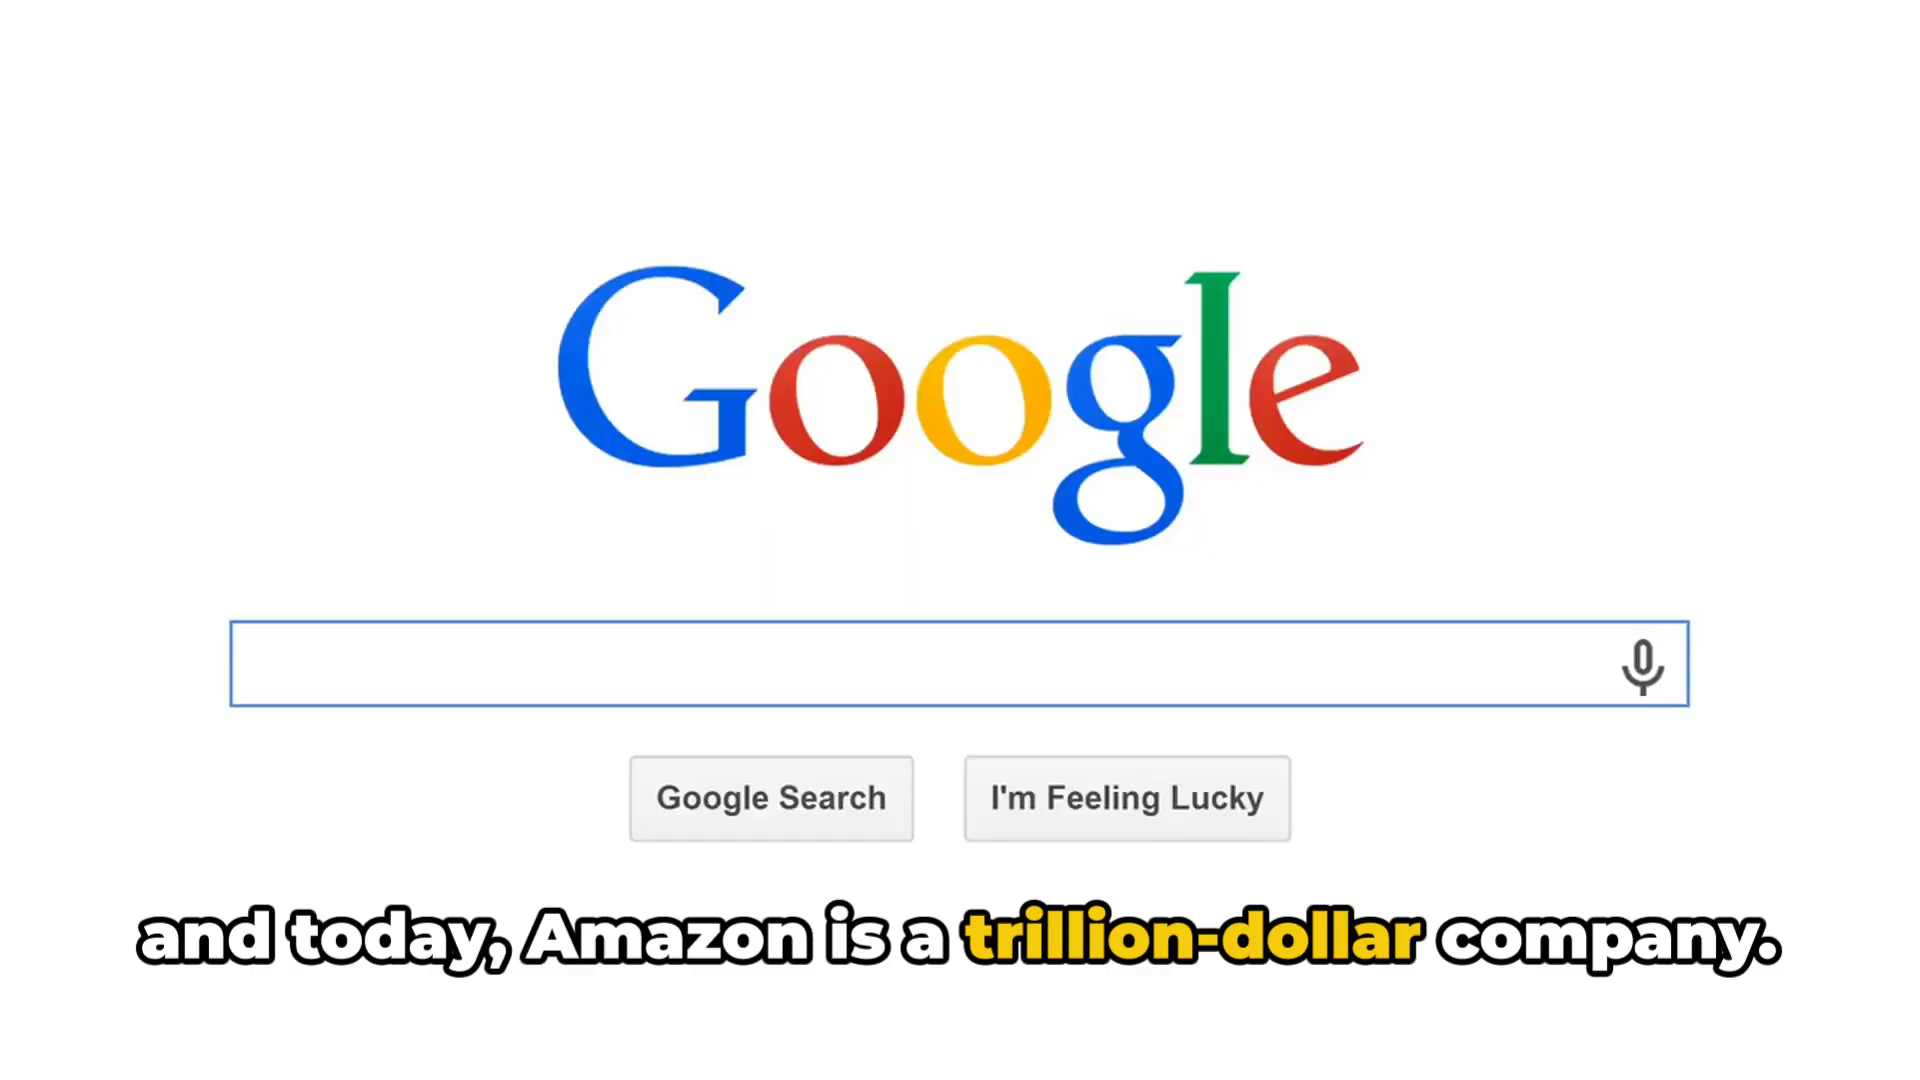 Google
Google Search
I'm Feeling Lucky
and today, Amazon is a trillion-dollar company.